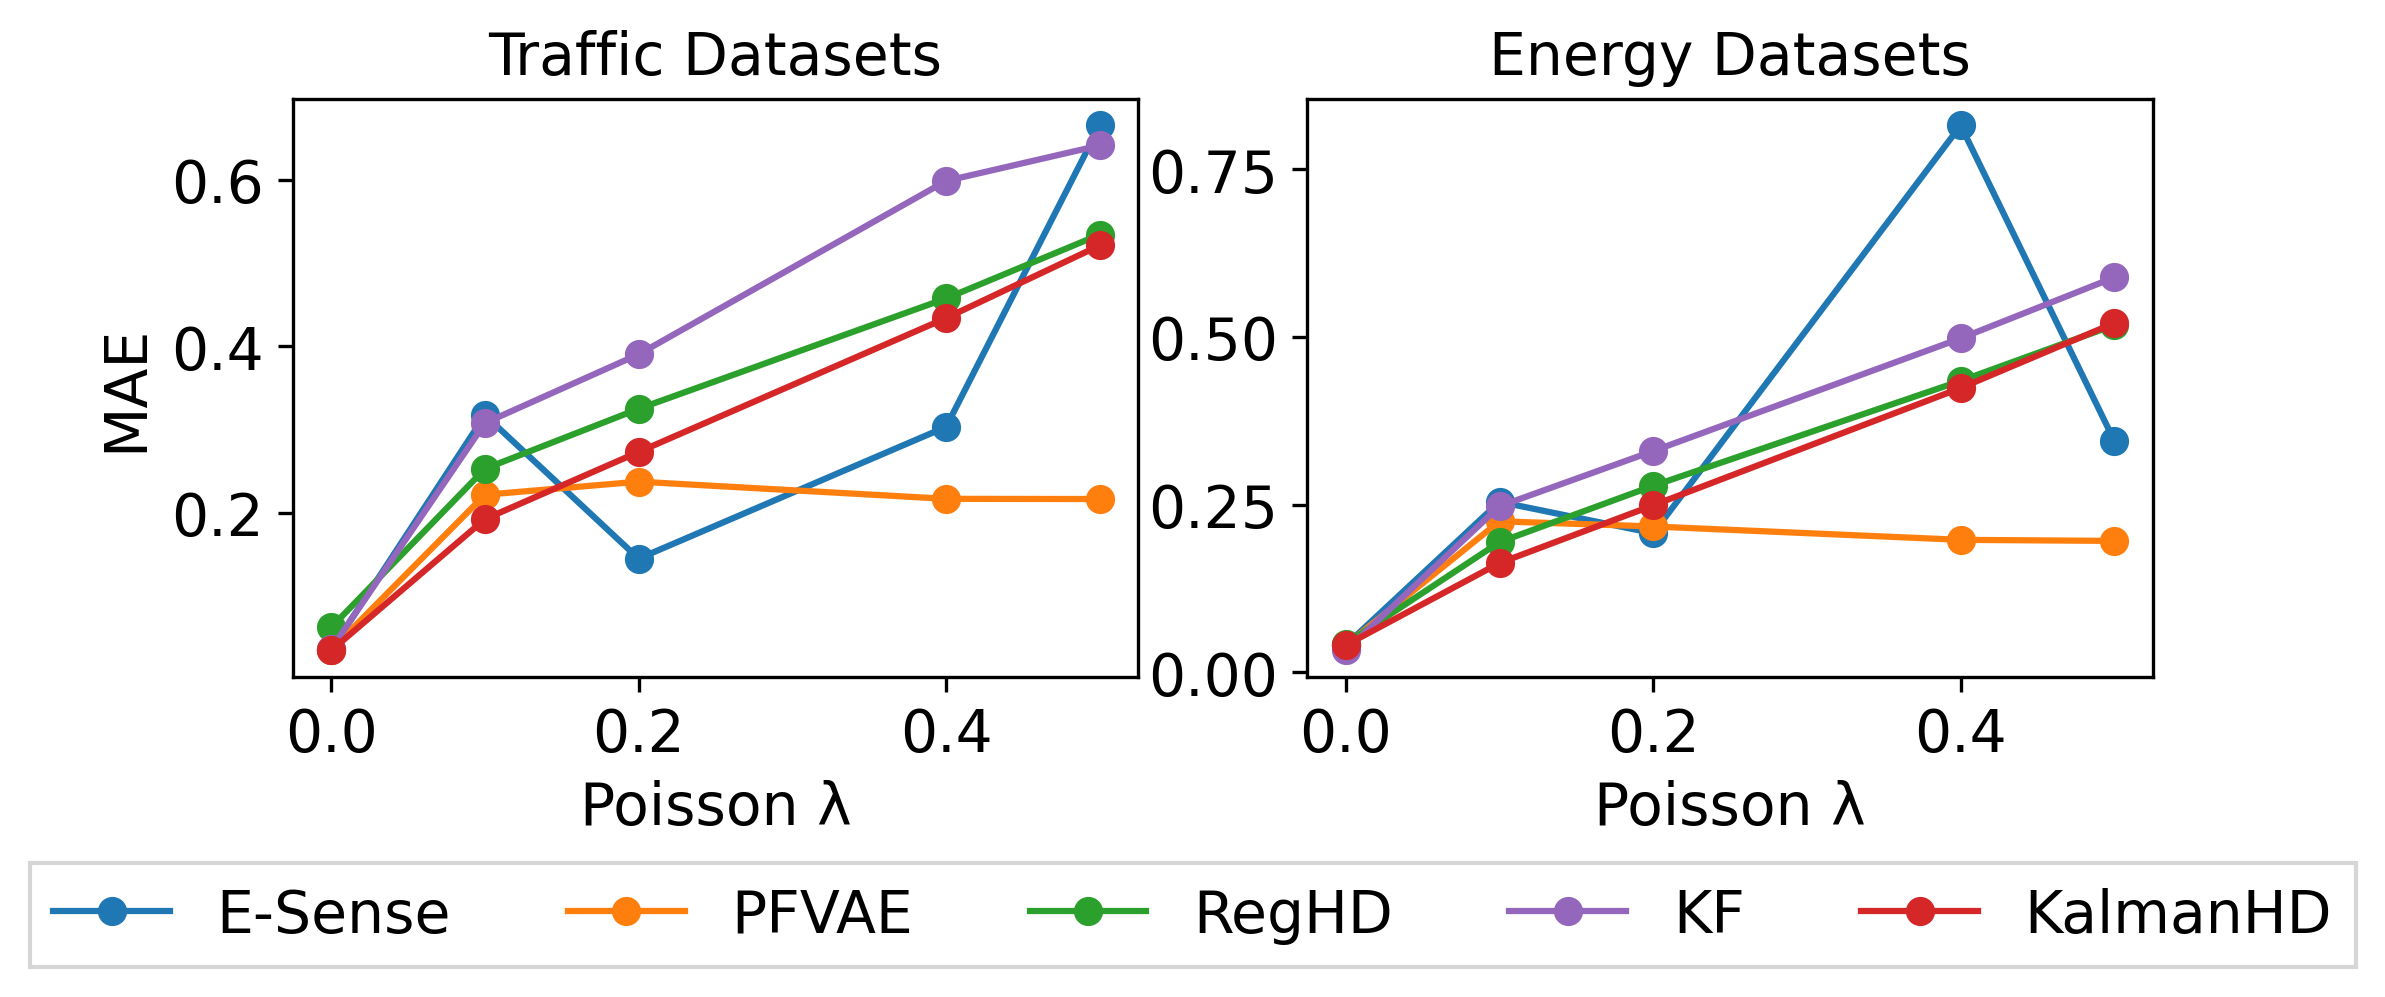 Traffic Datasets
MAE
0.6
0.4
0.2
0.0 0.2 0.4
Poisson λ
Energy Datasets
0.75
0.50
0.25
0.00
0.0 0.2 0.4
Poisson λ
E-Sense PFVAE RegHD KF KalmanHD